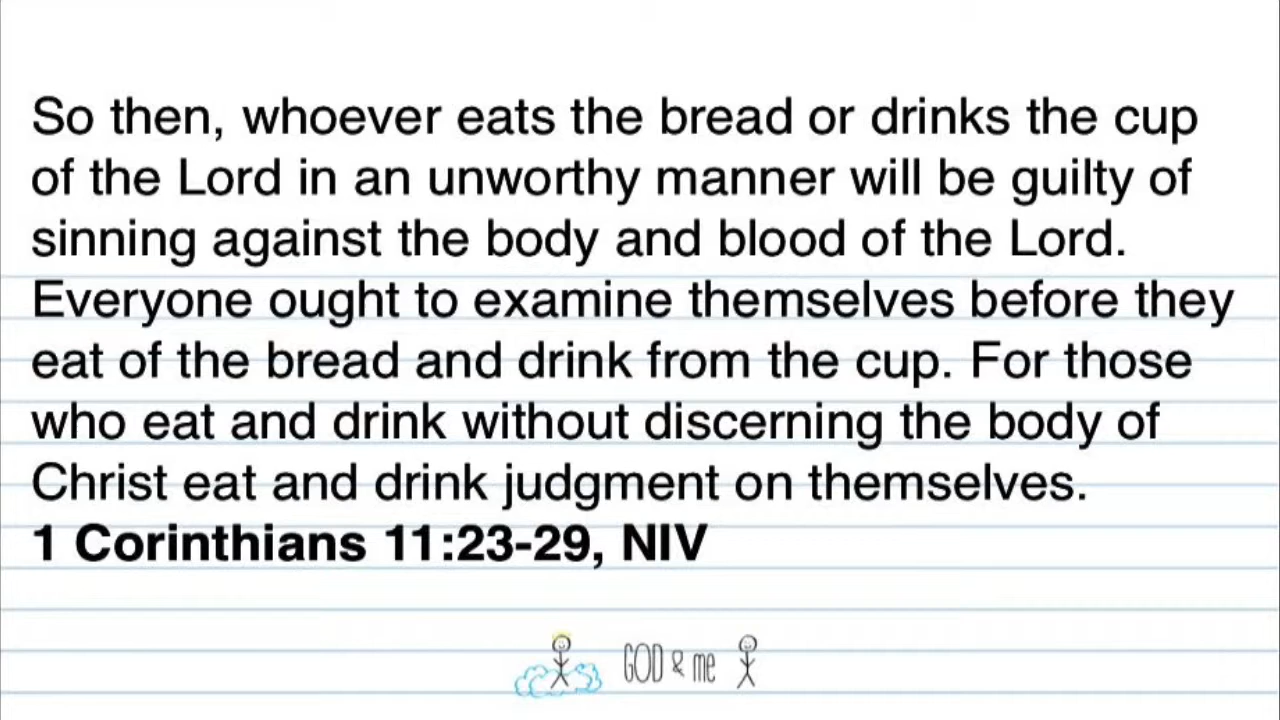 So then, whoever eats the bread or drinks the cup
of the Lord in an unworthy manner will be guilty of
sinning against the body and blood of the Lord.
Everyone ought to examine themselves before they
eat of the bread and drink from the cup. For those
who eat and drink without discerning the body of
Christ eat and drink judgment on themselves.
1 Corinthians 11:23-29, NIV
GOD & me